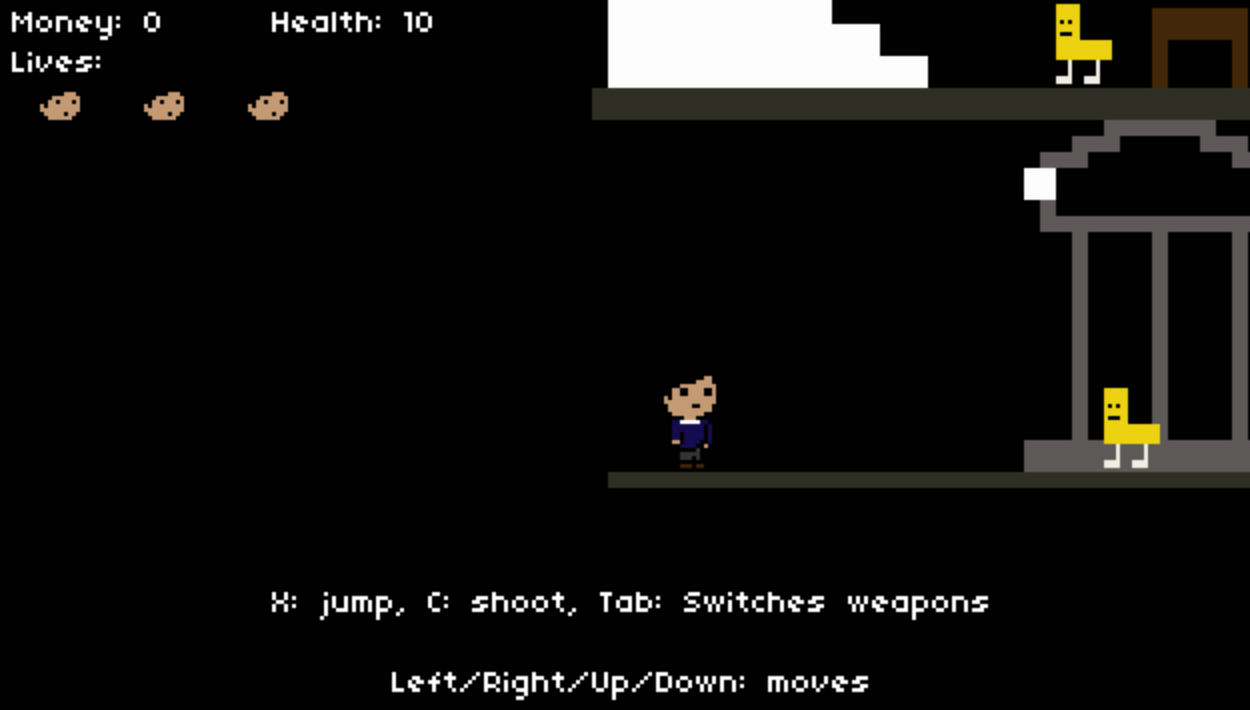 Money: 0 Health: 10
Lives:
X: jump, C: shoot, Tab: Switches weapons
Left/Right/Up/Down: moves